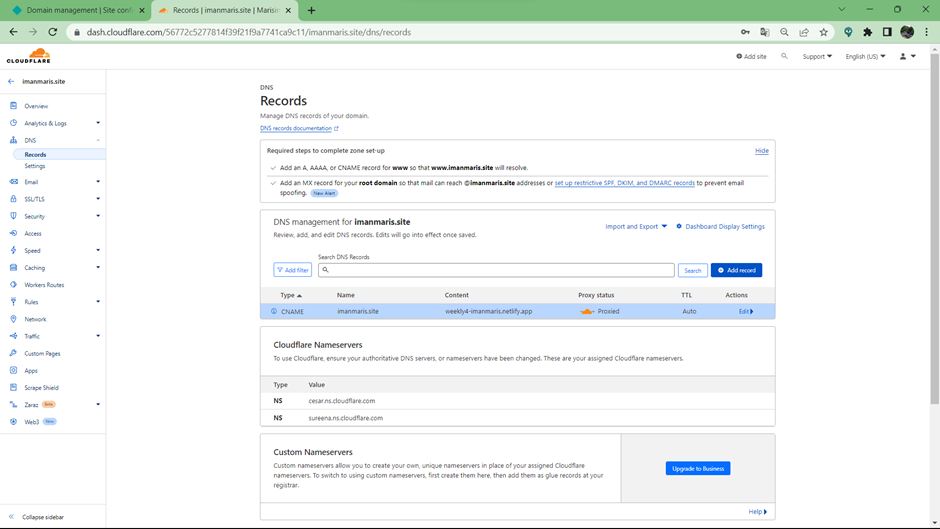 Domain management | Site conf
Records | imanmaris.site | Marisin
dash.cloudflare.com/56772c5277814f39f21f9a7741ca9c11/imanmaris.site/dns/records
CLOUDFLARE
Add site
Support
English (US)
imanmaris.site
Overview
Analytics & Logs
DNS
Records
Settings
Email
SSL/TLS
Security
Access
Speed
Caching
Workers Routes
Rules
Network
Traffic
Custom Pages
Apps
Scrape Shield
Zaraz Beta
Web3 New
Collapse sidebar
DNS
Records
Manage DNS records of your domain.
DNS records documentation
Required steps to complete zone set-up
Hide
Add an A, AAAA, or CNAME record for www so that www.imanmaris.site will resolve.
Add an MX record for your root domain so that mail can reach @imanmaris.site addresses or set up restrictive SPF, DKIM, and DMARC records to prevent email
spoofing. New Alert
DNS management for imanmaris.site
Review, add, and edit DNS records. Edits will go into effect once saved.
Import and Export
Dashboard Display Settings
Search DNS Records
Add filter
Search
Add record
Type Name Content Proxy status TTL Actions
CNAME imanmaris.site weekly4-imanmaris.netlify.app Proxied Auto Edit
Cloudflare Nameservers
To use Cloudflare, ensure your authoritative DNS servers, or nameservers have been changed. These are your assigned Cloudflare nameservers.
Type Value
NS cesar.ns.cloudflare.com
NS sureena.ns.cloudflare.com
Custom Nameservers
Custom nameservers allow you to create your own, unique nameservers in place of your assigned Cloudflare
nameservers. To switch to using custom nameservers, first create them here, then add them as glue records at your
registrar.
Upgrade to Business
Help